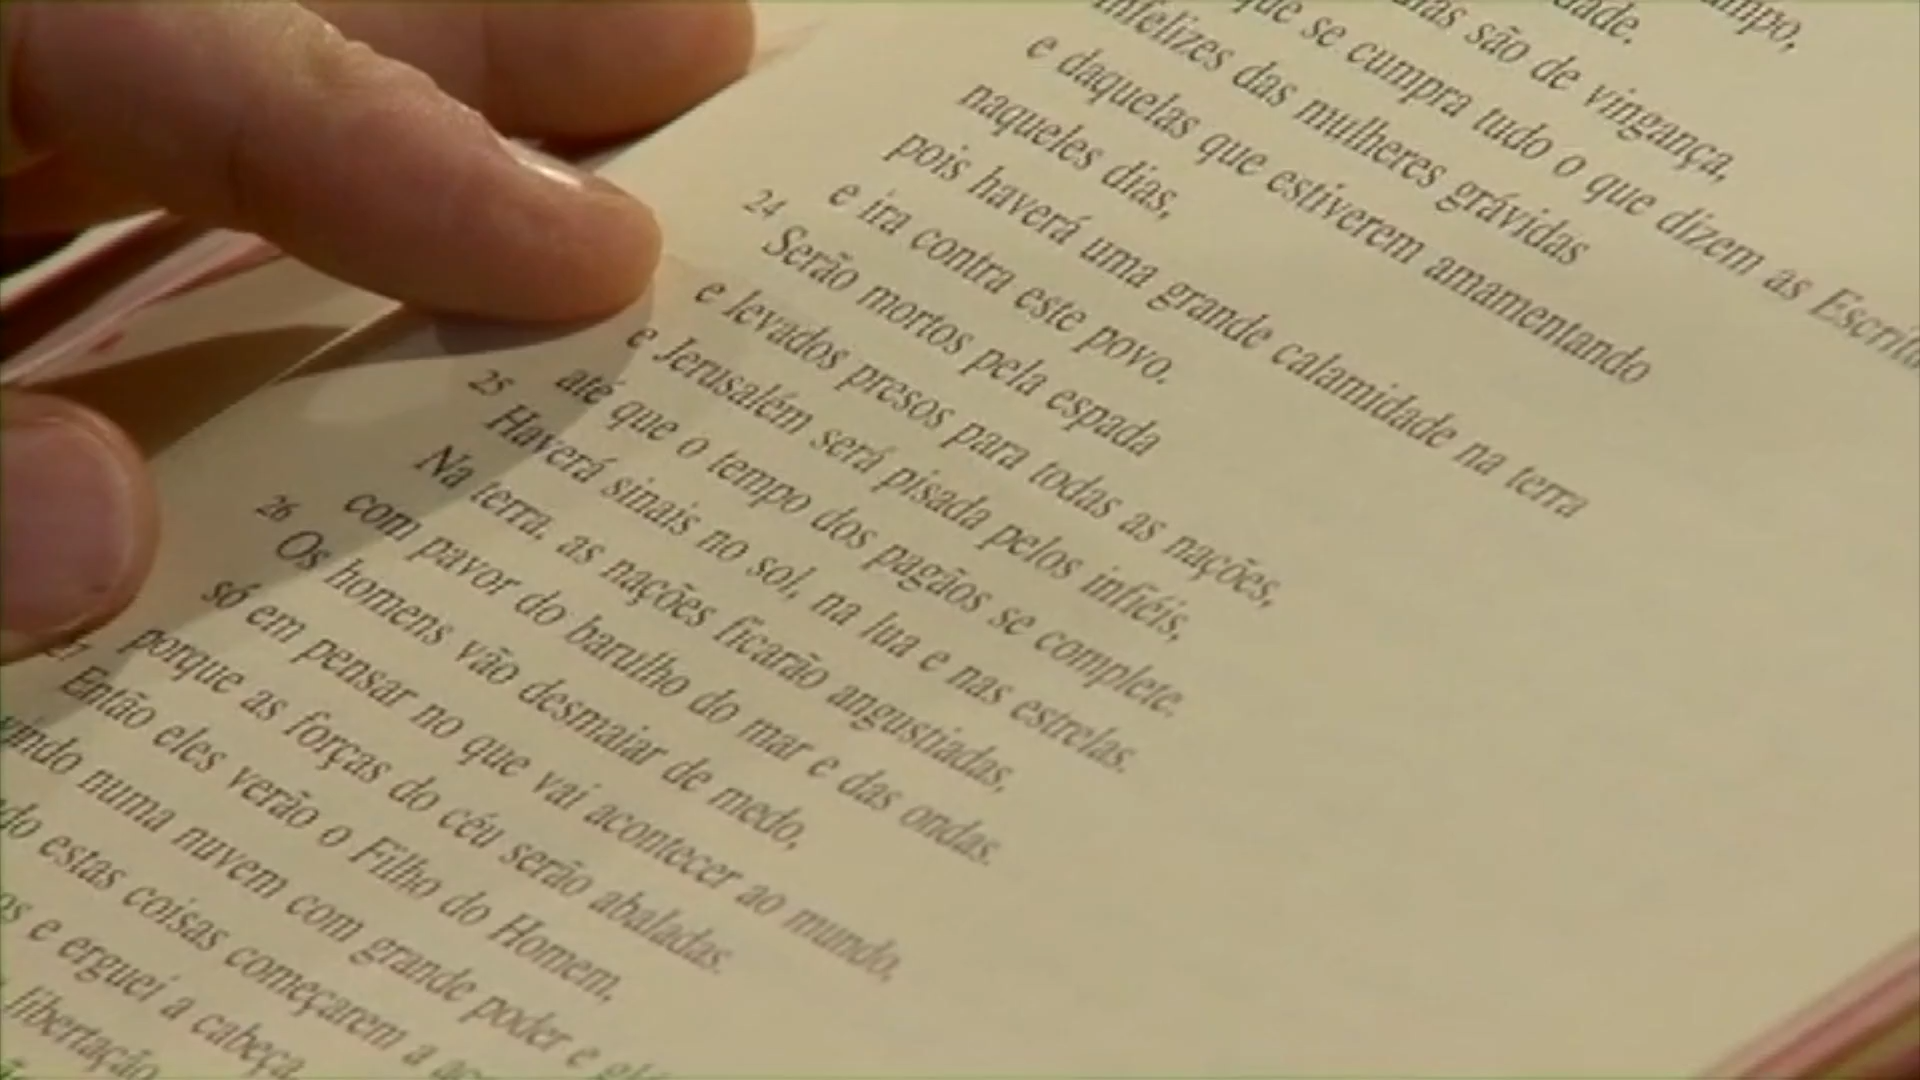 ampo,
dade.
são de vingança,
que se cumpra tudo o que dizem as
infelizes das mulheres grávidas
e daquelas que estiverem amamentando
naqueles dias,
pois haverá uma grande calamidade na terra
e ira contra este povo.
24 Serão mortos pela espada
e levados presos para todas as nações,
e Jerusalém será pisada pelos infiéis,
até que o tempo dos pagãos se complete.
25 Haverá sinais no sol, na lua e nas estrelas.
Na terra, as nações ficarão angustiadas,
com pavor do barulho do mar e das ondas.
26 Os homens vão desmaiar de medo,
só em pensar no que vai acontecer ao mundo,
porque as forças do céu serão abaladas.
Então eles verão o Filho do Homem,
vindo numa nuvem com grande poder e
estas coisas começarem a
e erguei a cabeça,
libertação